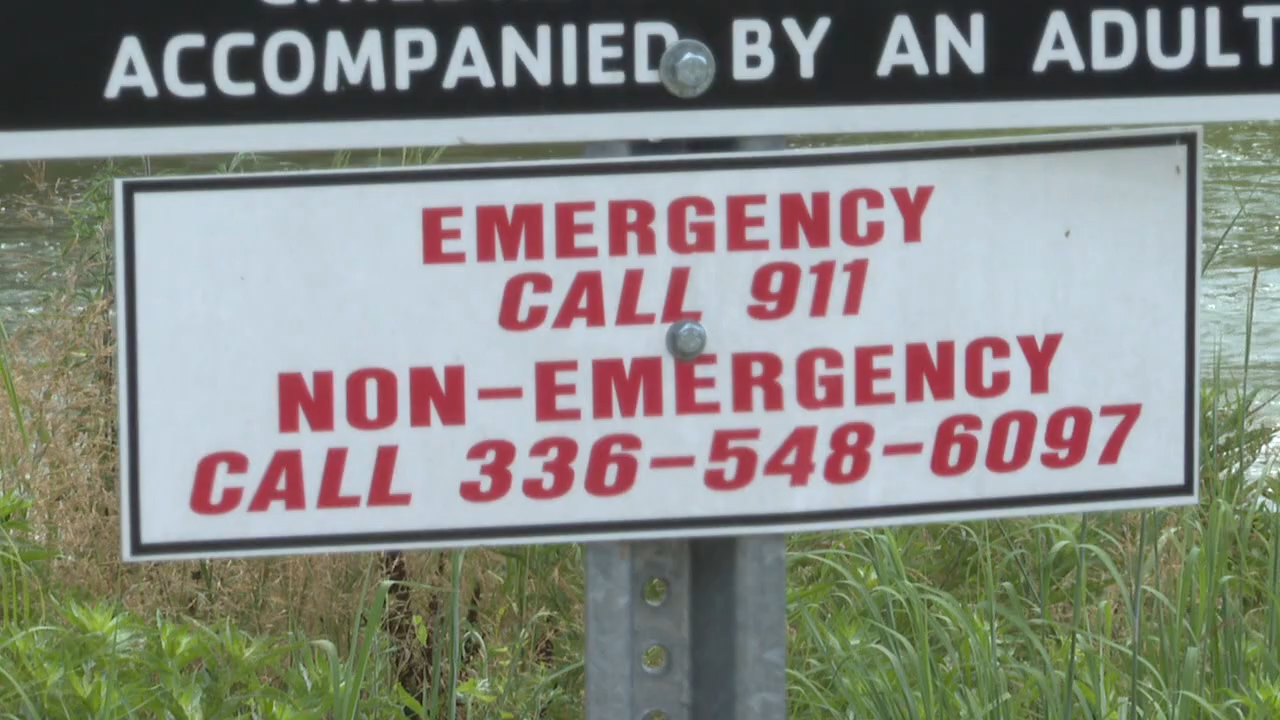 ACCOMPANIED BY AN ADULT
EMERGENCY
CALL 911
NON-EMERGENCY
CALL 336-548-6097